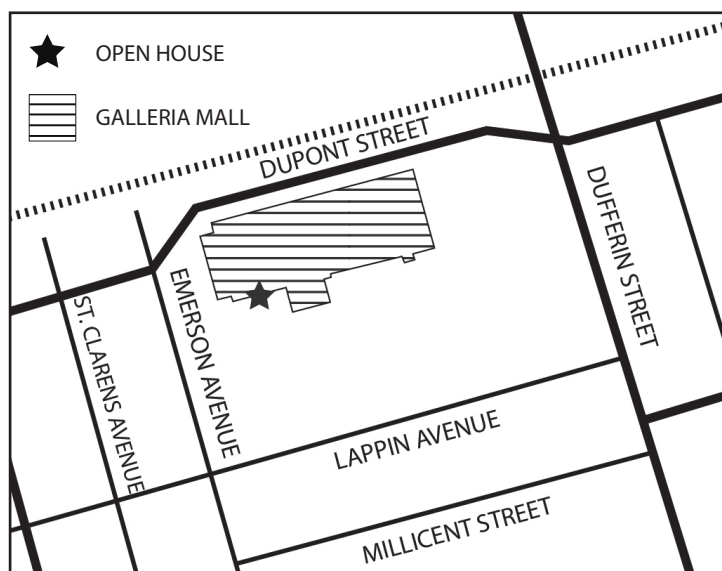 OPEN HOUSE
GALLERIA MALL
DUPONT STREET
DUFFERIN STREET
EMERSON AVENUE
ST. CLARENS AVENUE
LAPPIN AVENUE
MILLICENT STREET